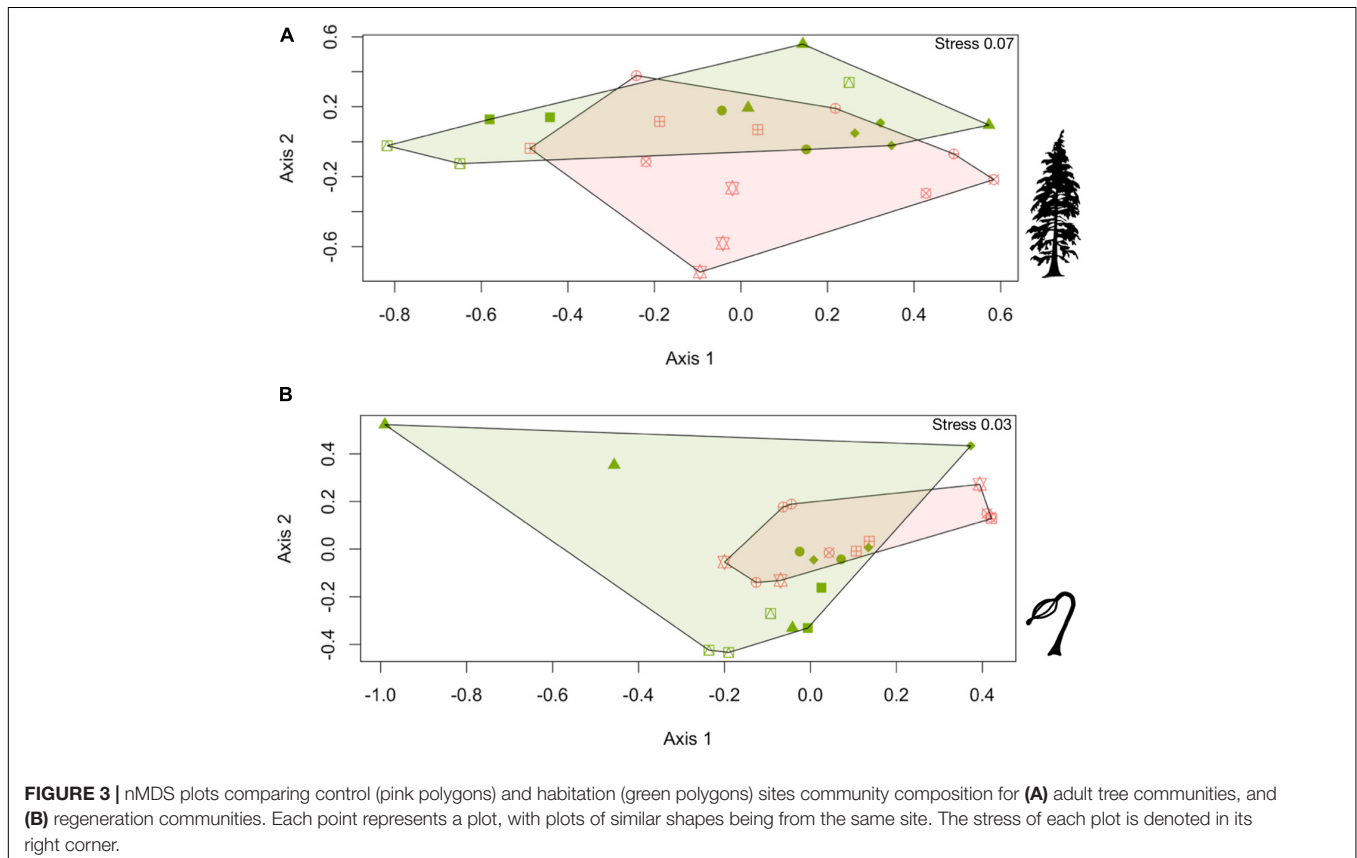 A
Stress 0.07
0.6
0.2
-0.2
-0.6
Axis 2
-0.8 -0.6 -0.4 -0.2 0.0 0.2 0.4 0.6
Axis 1
B
Stress 0.03
0.4
0.2
0.0
-0.2
-0.4
Axis 2
-1.0 -0.8 -0.6 -0.4 -0.2 0.0 0.2 0.4
Axis 1
FIGURE 3 | nMDS plots comparing control (pink polygons) and habitation (green polygons) sites community composition for (A) adult tree communities, and
(B) regeneration communities. Each point represents a plot, with plots of similar shapes being from the same site. The stress of each plot is denoted in its
right corner.